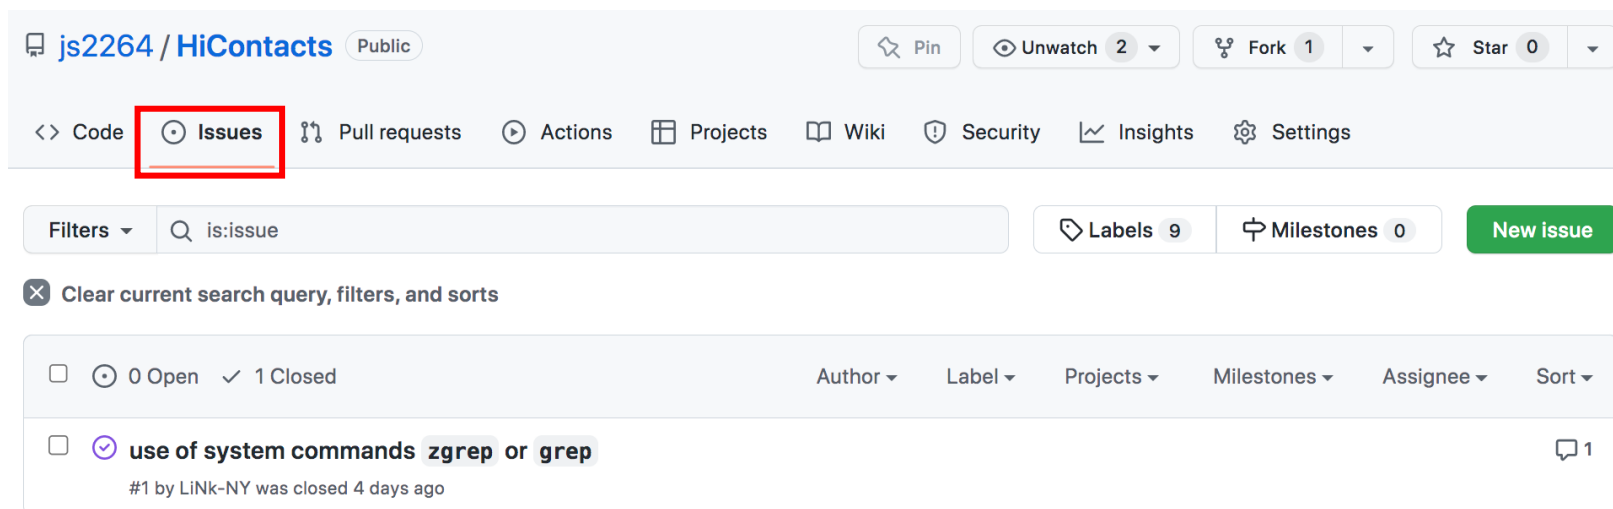 js2264 / HiContacts Public Pin Unwatch 2 Fork 1 Star 0
Code Issues Pull requests Actions Projects Wiki Security Insights Settings
Filters is:issue Labels 9 Milestones 0 New issue
Clear current search query, filters, and sorts
0 Open 1 Closed Author Label Projects Milestones Assignee Sort
use of system commands zgrep or grep 1
#1 by LiNk-NY was closed 4 days ago